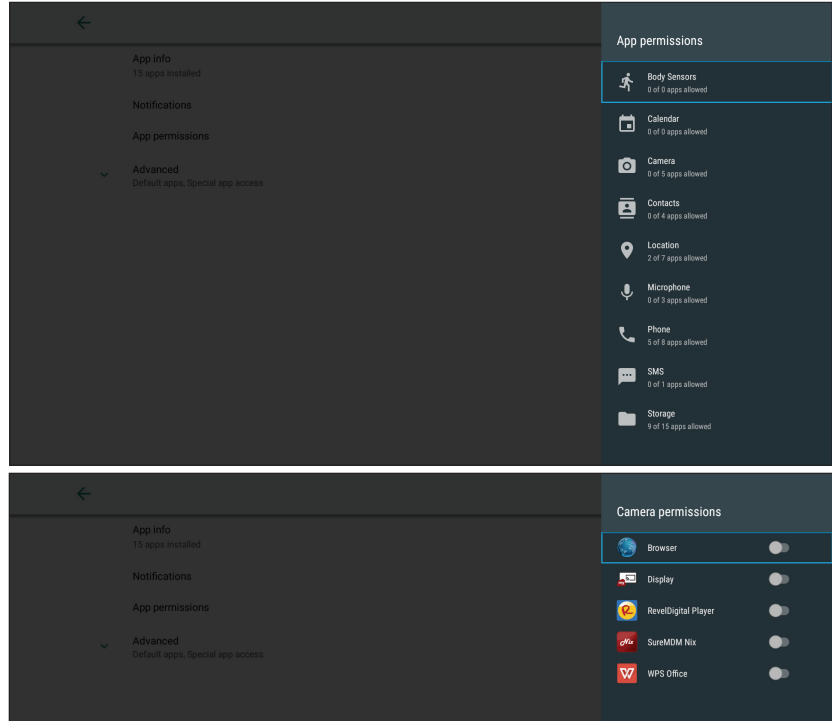 App info
15 apps installed
Notifications
App permissions
Advanced
Default apps, Special app access
App permissions
Body Sensors
0 of 0 apps allowed
Calendar
0 of 0 apps allowed
Camera
0 of 5 apps allowed
Contacts
0 of 4 apps allowed
Location
2 of 7 apps allowed
Microphone
0 of 3 apps allowed
Phone
5 of 8 apps allowed
SMS
0 of 1 apps allowed
Storage
9 of 15 apps allowed
App info
15 apps installed
Notifications
App permissions
Advanced
Default apps, Special app access
Camera permissions
Browser
Display
R RevelDigital Player
Nix SureMDM Nix
W WPS Office